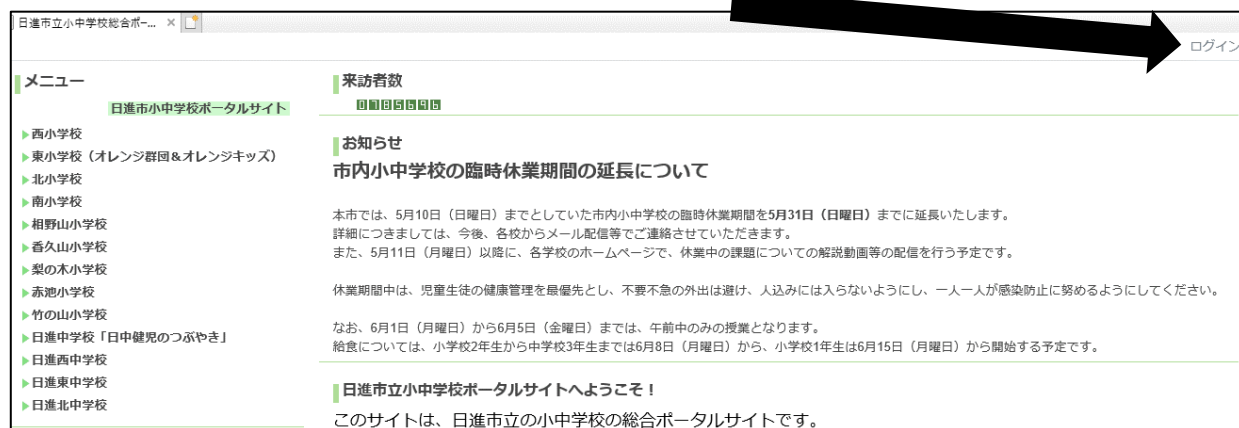 日進市立小中学校総合ポー...
ログイン
メニュー
日進市小中学校ポータルサイト
西小学校
東小学校（オレンジ群団＆オレンジキッズ）
北小学校
南小学校
相野山小学校
香久山小学校
梨の木小学校
赤池小学校
竹の山小学校
日進中学校「日中健児のつぶやき」
日進西中学校
日進東中学校
日進北中学校
来訪者数
0785696
お知らせ
市内小中学校の臨時休業期間の延長について
本市では、5月10日（日曜日）までとしていた市内小中学校の臨時休業期間を5月31日（日曜日）までに延長いたします。
詳細につきましては、今後、各校からメール配信等でご連絡させていただきます。
また、5月11日（月曜日）以降に、各学校のホームページで、休業中の課題についての解説動画等の配信を行う予定です。
休業期間中は、児童生徒の健康管理を最優先とし、不要不急の外出は避け、人込みには入らないようにし、一人一人が感染防止に努めるようにしてください。
なお、6月1日（月曜日）から6月5日（金曜日）までは、午前中のみの授業となります。
給食については、小学校2年生から中学校3年生までは6月8日（月曜日）から、小学校1年生は6月15日（月曜日）から開始する予定です。
日進市立小中学校ポータルサイトへようこそ！
このサイトは、日進市立の小中学校の総合ポータルサイトです。